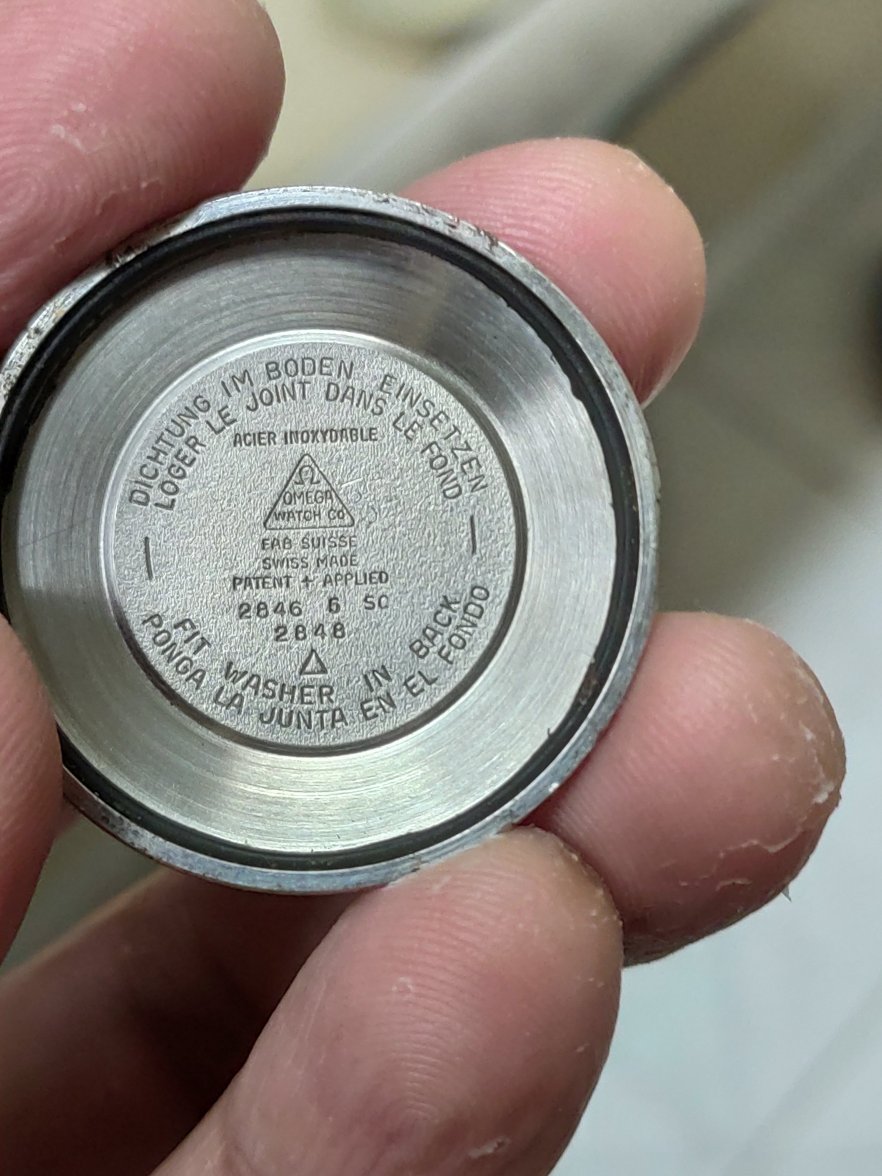 DICHTUNG IM BODEN EINSETZEN
LOGER LE JOINT DANS LE FOND
ACIER INOXYDABLE
Ω
OMEGA
WATCH CO
FAB SUISSE
SWISS MADE
PATENT + APPLIED
2846 6 SC
2848
FIT WASHER IN BACK
PONGA LA JUNTA EN EL FONDO